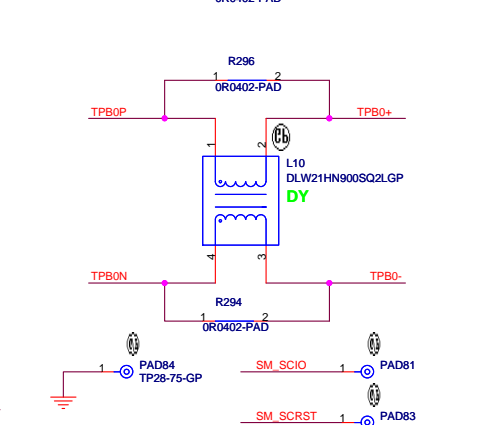 R296
1 2
0R0402-PAD
TPB0P
TPB0+
1
2
L10
DLW21HN900SQ2LGP
DY
4
3
TPB0N
TPB0-
R294
1 2
0R0402-PAD
1
PAD84
TP28-75-GP
SM_SCIO
1
PAD81
SM_SCRST
1
PAD83